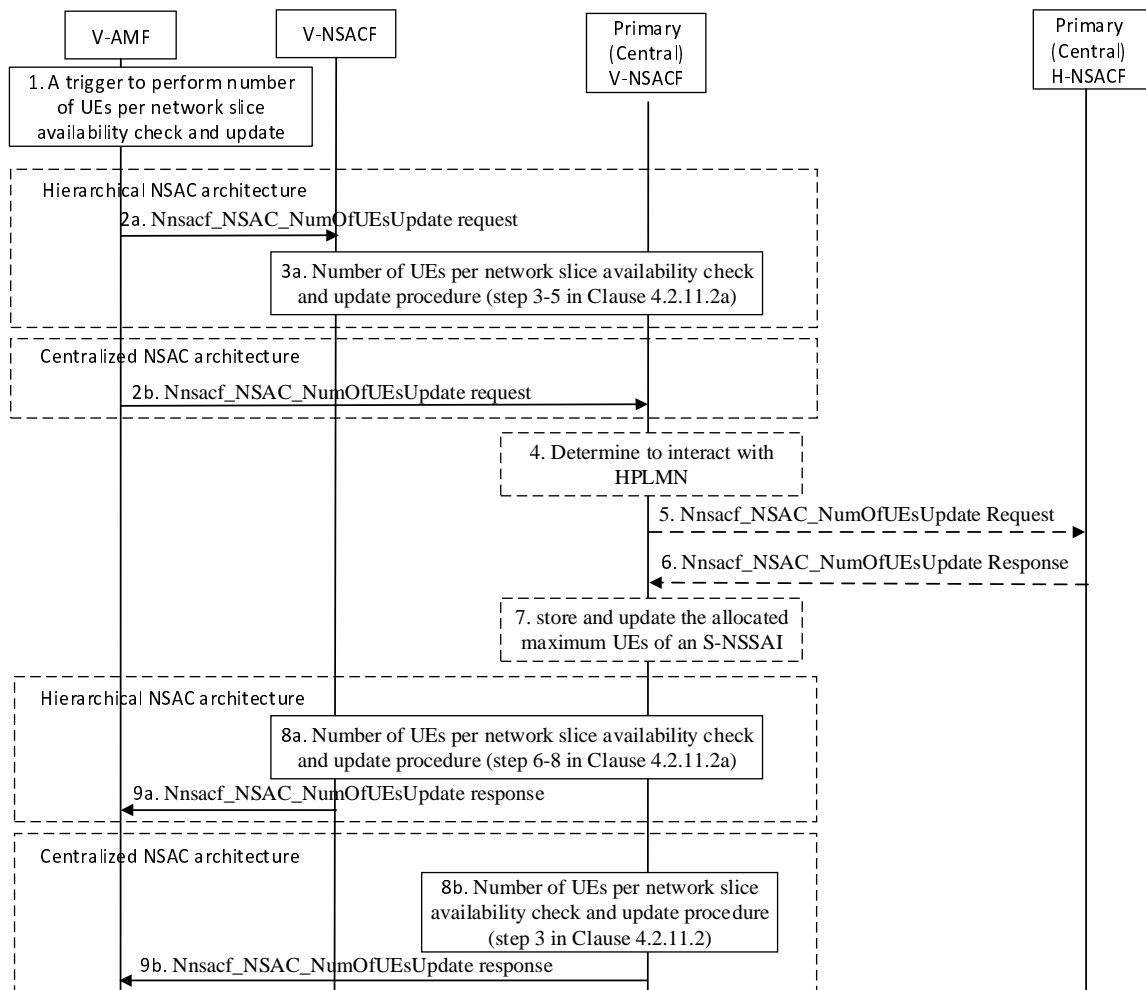 V-AMF
V-NSACF
Primary
(Central)
V-NSACF
Primary
(Central)
H-NSACF
1. A trigger to perform number
of UEs per network slice
availability check and update
Hierarchical NSAC architecture
2a. Nnsacf_NSAC_NumOfUEsUpdate request
3a. Number of UEs per network slice availability check
and update procedure (step 3-5 in Clause 4.2.11.2a)
Centralized NSAC architecture
2b. Nnsacf_NSAC_NumOfUEsUpdate request
4. Determine to interact with
HPLMN
5. Nnsacf_NSAC_NumOfUEsUpdate Request
6. Nnsacf_NSAC_NumOfUEsUpdate Response
7. store and update the allocated
maximum UEs of an S-NSSAI
Hierarchical NSAC architecture
8a. Number of UEs per network slice availability check
and update procedure (step 6-8 in Clause 4.2.11.2a)
9a. Nnsacf_NSAC_NumOfUEsUpdate response
Centralized NSAC architecture
8b. Number of UEs per network slice
availability check and update procedure
(step 3 in Clause 4.2.11.2)
9b. Nnsacf_NSAC_NumOfUEsUpdate response